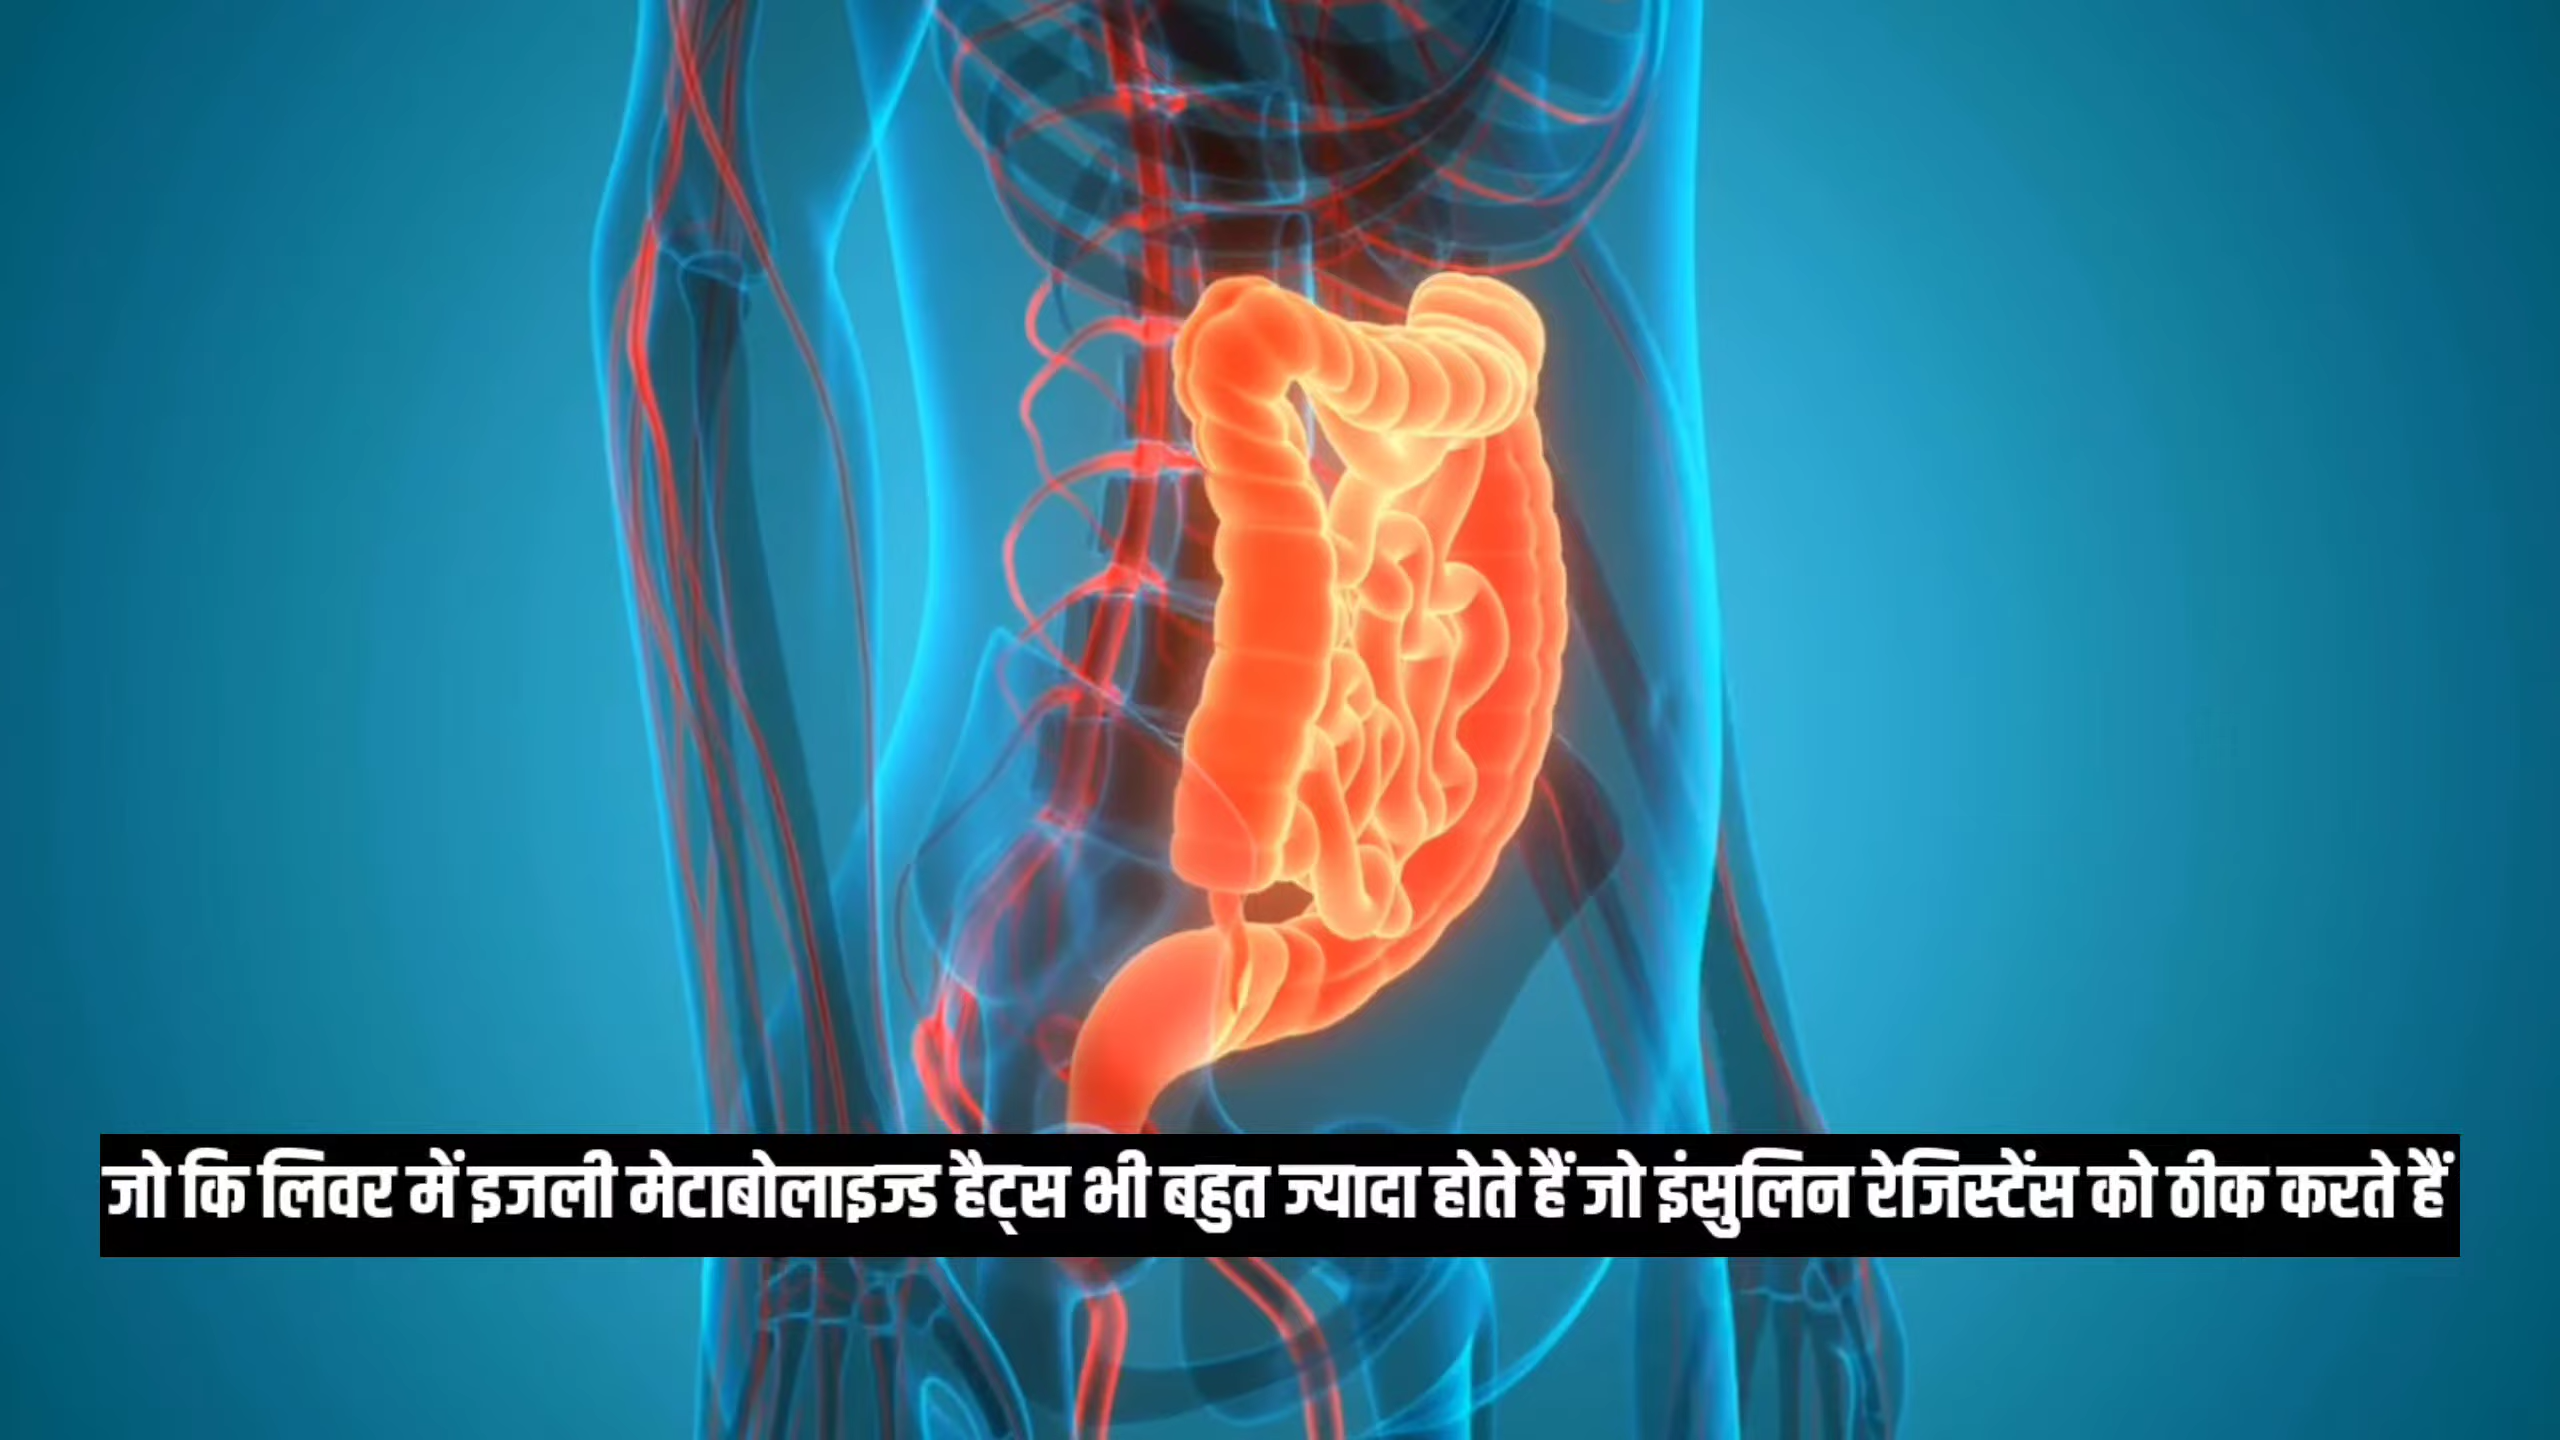 जो कि लिवर में इजली मेटाबोलाइज्ड हैट्स भी बहुत ज्यादा होते हैं जो इंसुलिन रेजिस्टेंस को ठीक करते हैं